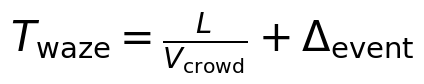 T_waze = L / V_crowd + Δ_event